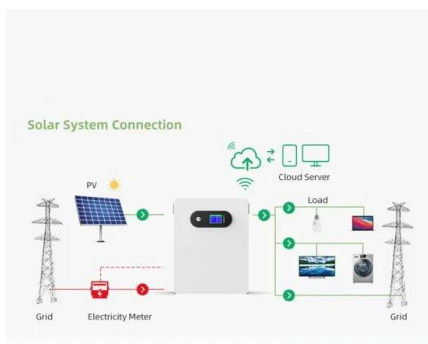 Solar System Connection
Cloud Server
PV
Load
Grid
Electricity Meter
Grid